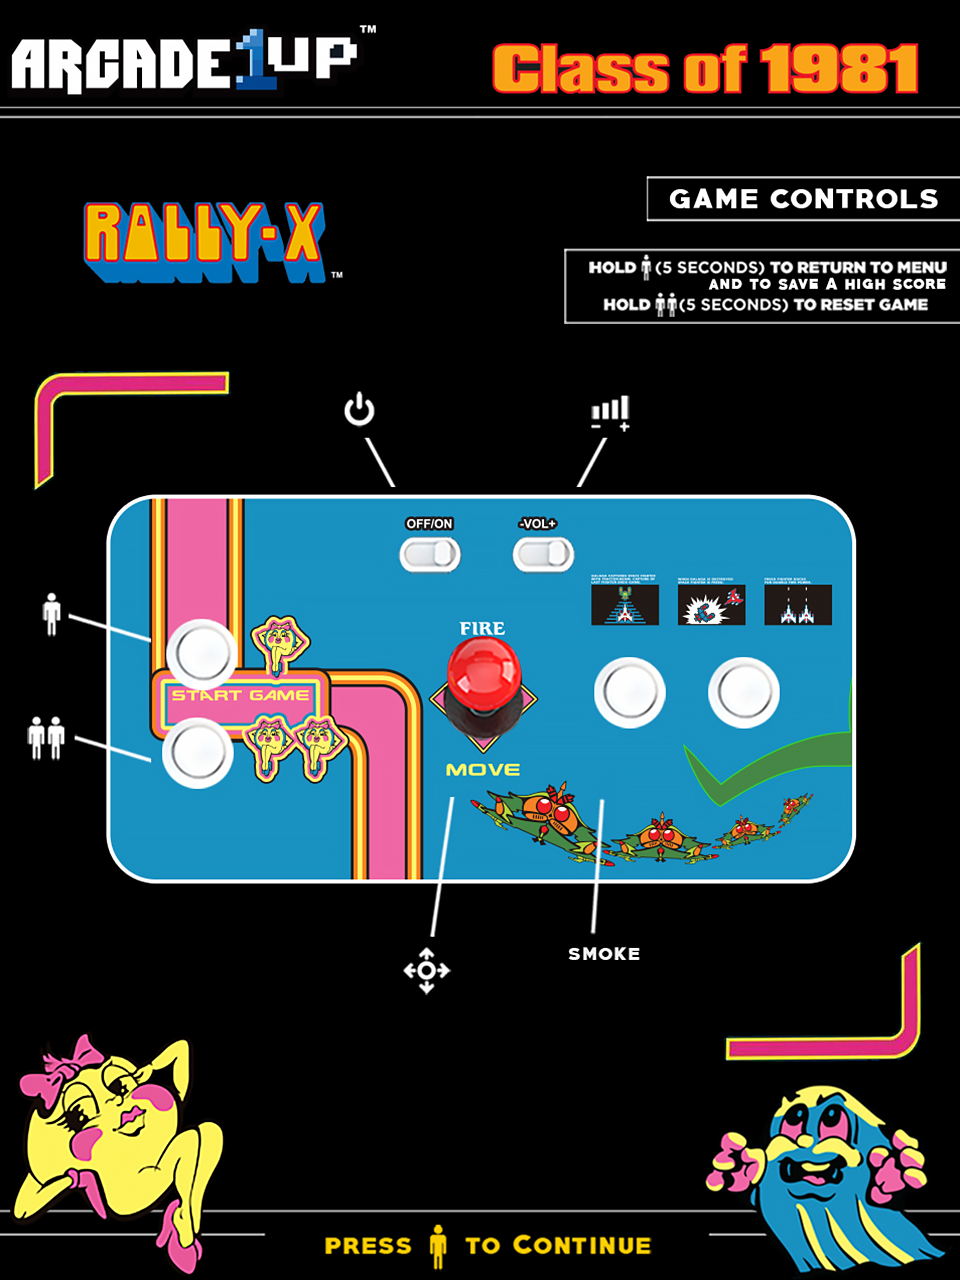 ARCADE1UP™
Class of 1981
RALLY-X™
GAME CONTROLS
HOLD (5 SECONDS) TO RETURN TO MENU
AND TO SAVE A HIGH SCORE
HOLD (5 SECONDS) TO RESET GAME
OFF/ON
-VOL+
FIRE
START GAME
MOVE
SMOKE
PRESS TO CONTINUE